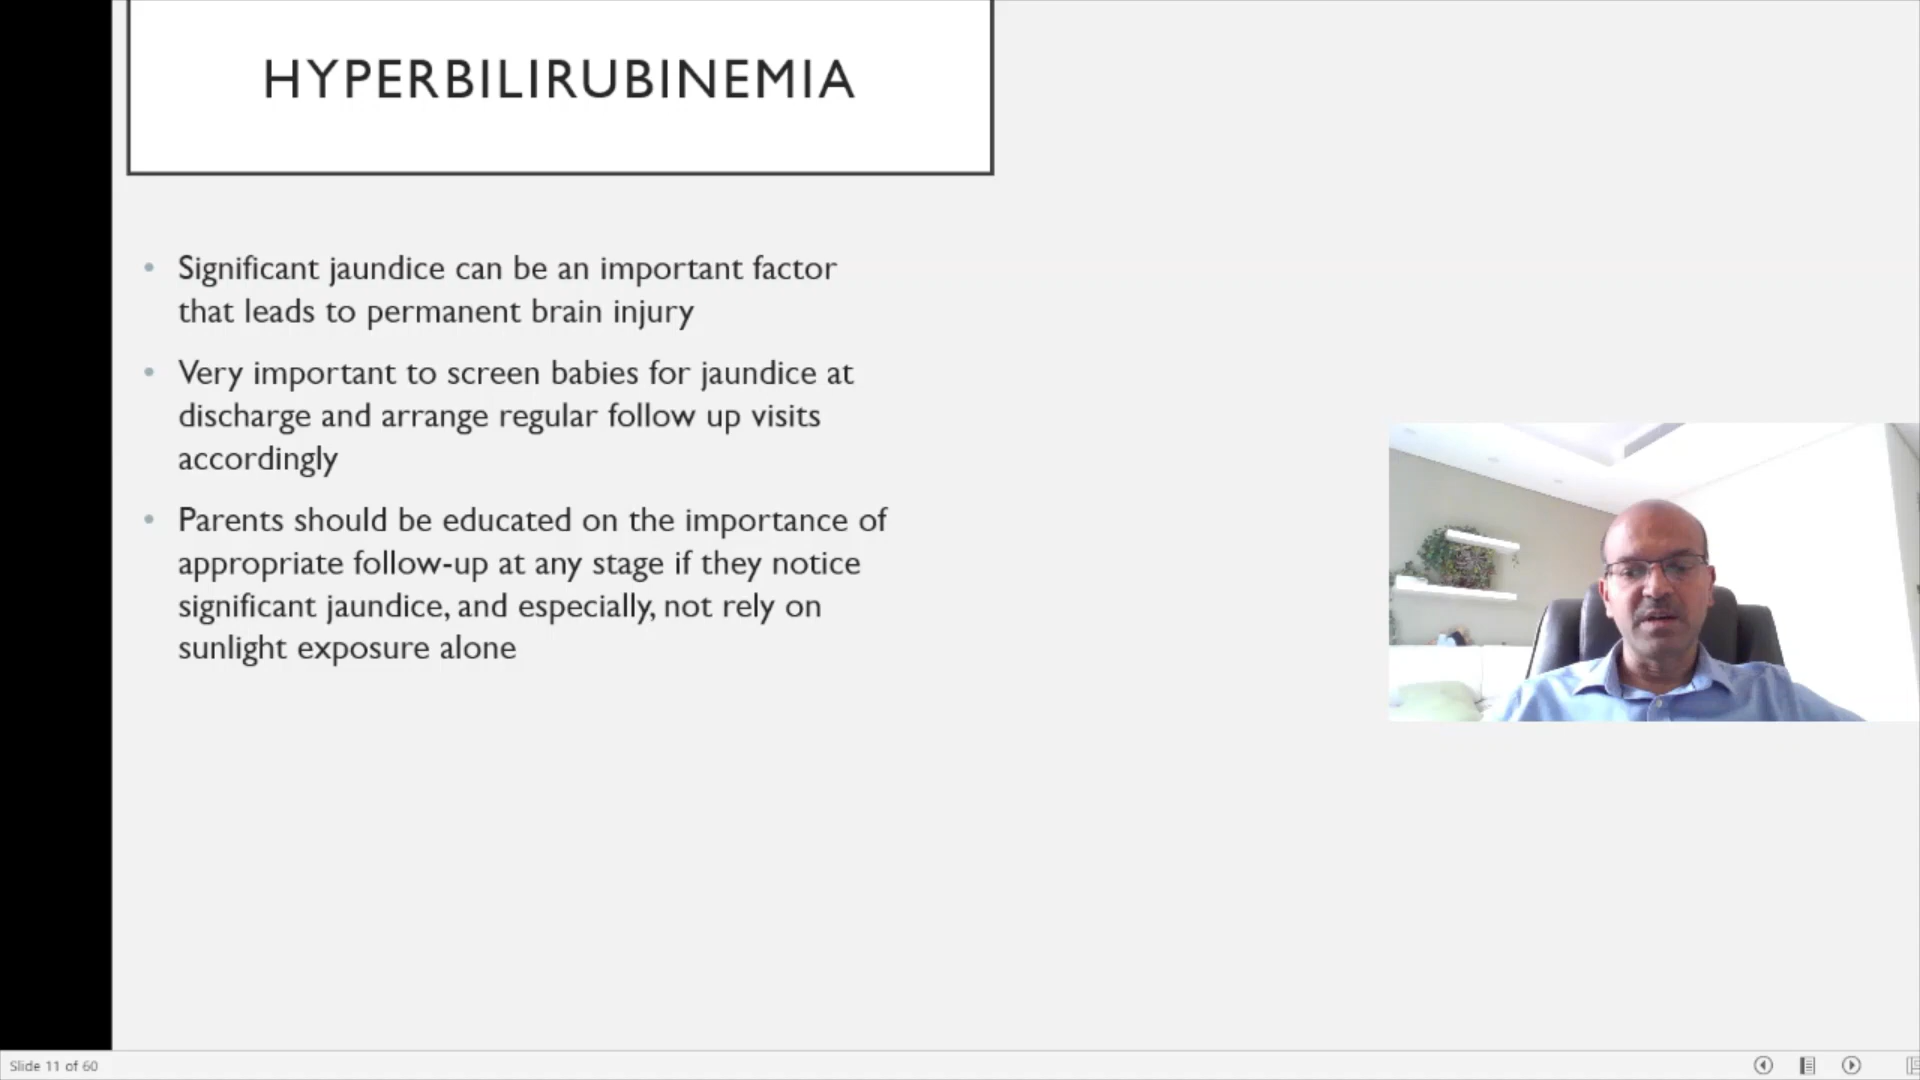 HYPERBILIRUBINEMIA
• Significant jaundice can be an important factor
that leads to permanent brain injury
• Very important to screen babies for jaundice at
discharge and arrange regular follow up visits
accordingly
• Parents should be educated on the importance of
appropriate follow-up at any stage if they notice
significant jaundice, and especially, not rely on
sunlight exposure alone
Slide 11 of 60